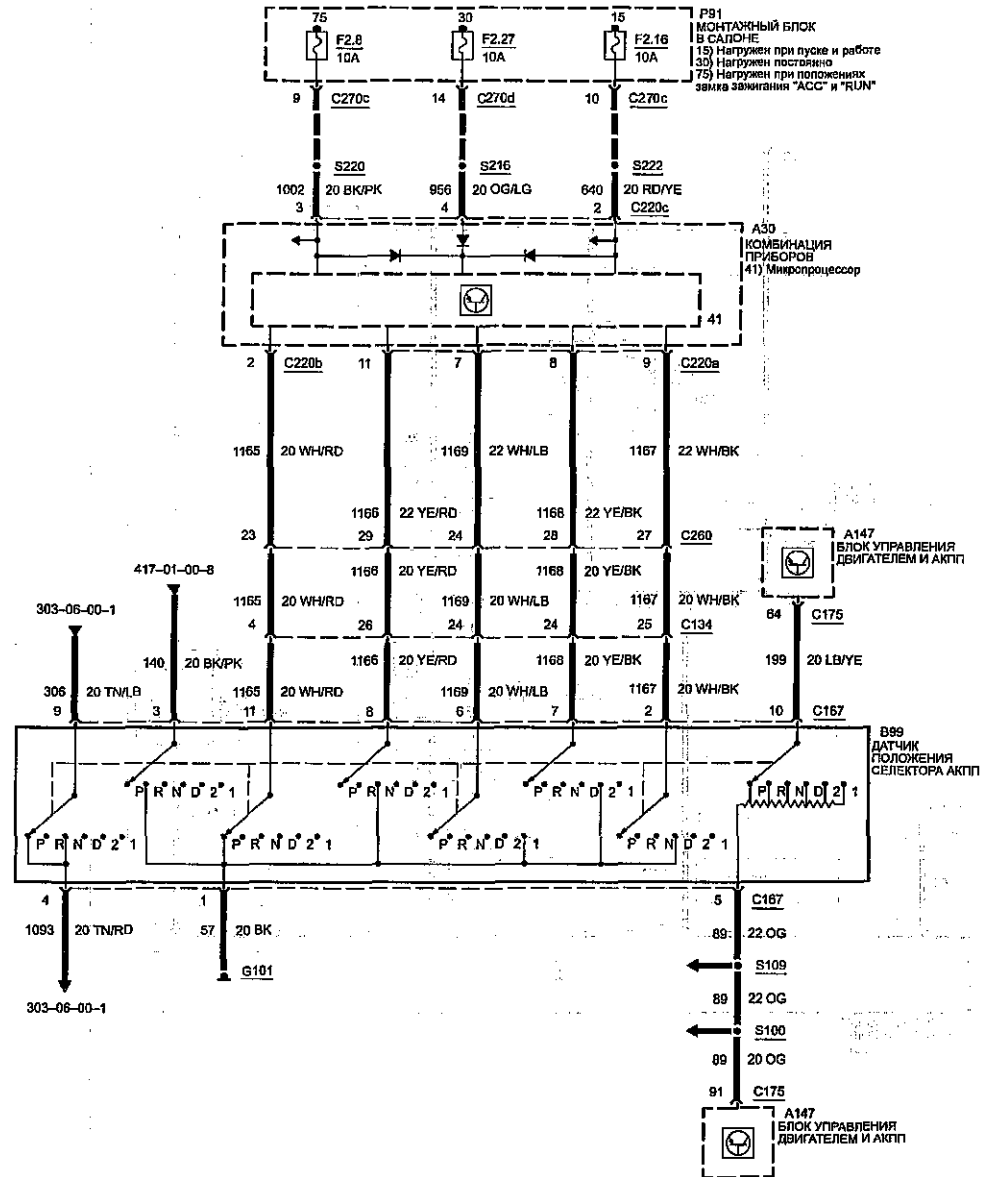 75 30 15 P91
МОНТАЖНЫЙ БЛОК
В САЛОНЕ
15) Нагружен при пуске и работе
30) Нагружен постоянно
75) Нагружен при положениях
замка зажигания "ACC" и "RUN"
F2.8 F2.27 F2.16
10A 10A 10A
9 C270c 14 C270d 10 C270c
S220 S216 S222
1002 20 BK/PK 956 20 OG/LG 640 20 RD/YE
3 4 2 C220c
A30
КОМБИНАЦИЯ
ПРИБОРОВ
41) Микропроцессор
41
2 C220b 11 7 8 9 C220a
1165 20 WH/RD 1169 22 WH/LB 1167 22 WH/BK
1166 22 YE/RD 1168 22 YE/BK
23 29 24 28 27 C260
A147
БЛОК УПРАВЛЕНИЯ
ДВИГАТЕЛЕМ И АКПП
417-01-00-8
1166 20 YE/RD 1168 20 YE/BK
303-06-00-1
1165 20 WH/RD 1169 20 WH/LB 1167 20 WH/BK
64 C175
4 26 24 24 25 C134
140 20 BK/PK 1166 20 YE/RD 1168 20 YE/BK 199 20 LB/YE
306 20 TN/LB 1165 20 WH/RD 1169 20 WH/LB 1167 20 WH/BK
9 3 11 8 6 7 2 10 C167
B99
ДАТЧИК
ПОЛОЖЕНИЯ
СЕЛЕКТОРА АКПП
P R N D 2 1 P R N D 2 1 P R N D 2 1 P R N D 2 1
P R N D 2 1 P R N D 2 1 P R N D 2 1 P R N D 2 1
4 1 5 C167
1093 20 TN/RD 57 20 BK 89 22 OG
G101 S109
303-06-00-1 89 22 OG
S100
89 20 OG
91 C175
A147
БЛОК УПРАВЛЕНИЯ
ДВИГАТЕЛЕМ И АКПП